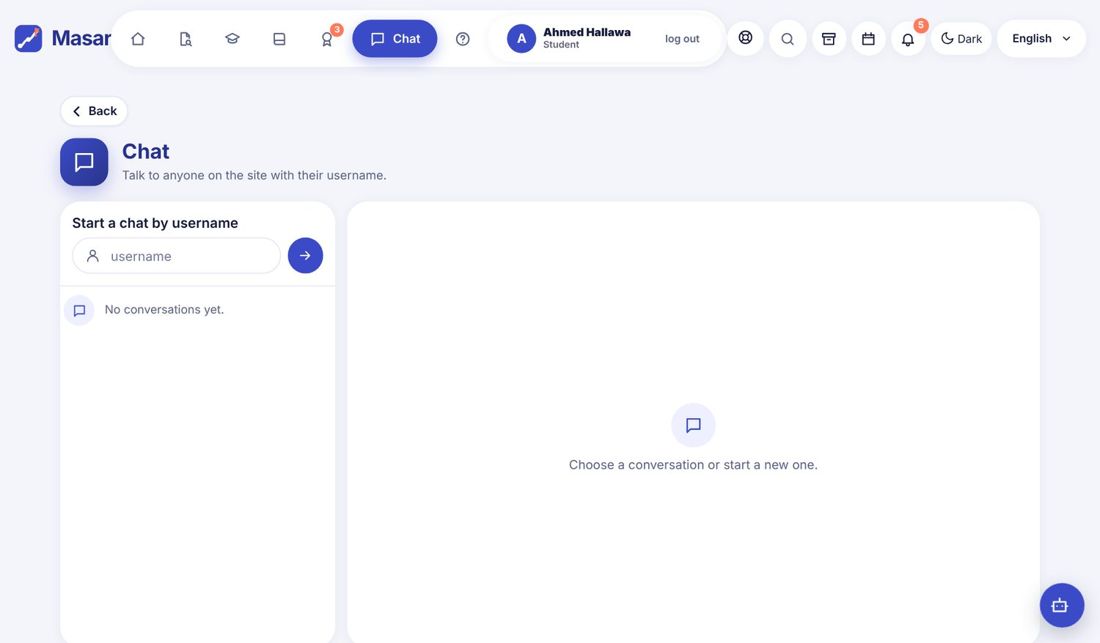 Masar
3
Chat
A
Ahmed Hallawa
Student
log out
5
Dark
English
Back
Chat
Talk to anyone on the site with their username.
Start a chat by username
username
No conversations yet.
Choose a conversation or start a new one.